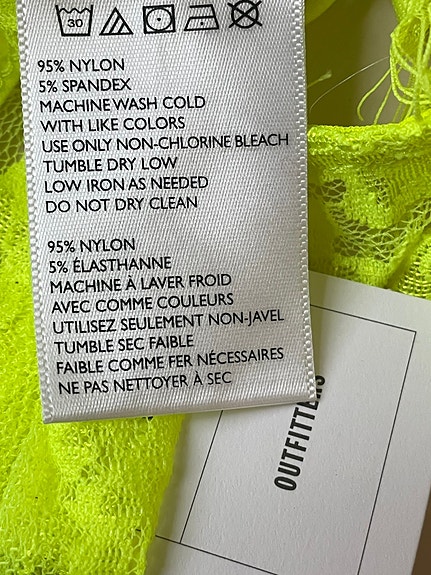 30
95% NYLON
5% SPANDEX
MACHINE WASH COLD
WITH LIKE COLORS
USE ONLY NON-CHLORINE BLEACH
TUMBLE DRY LOW
LOW IRON AS NEEDED
DO NOT DRY CLEAN
95% NYLON
5% ÉLASTHANNE
MACHINE À LAVER FROID
AVEC COMME COULEURS
UTILISEZ SEULEMENT NON-JAVEL
TUMBLE SEC FAIBLE
FAIBLE COMME FER NÉCESSAIRES
NE PAS NETTOYER À SEC
OUTFITTERS